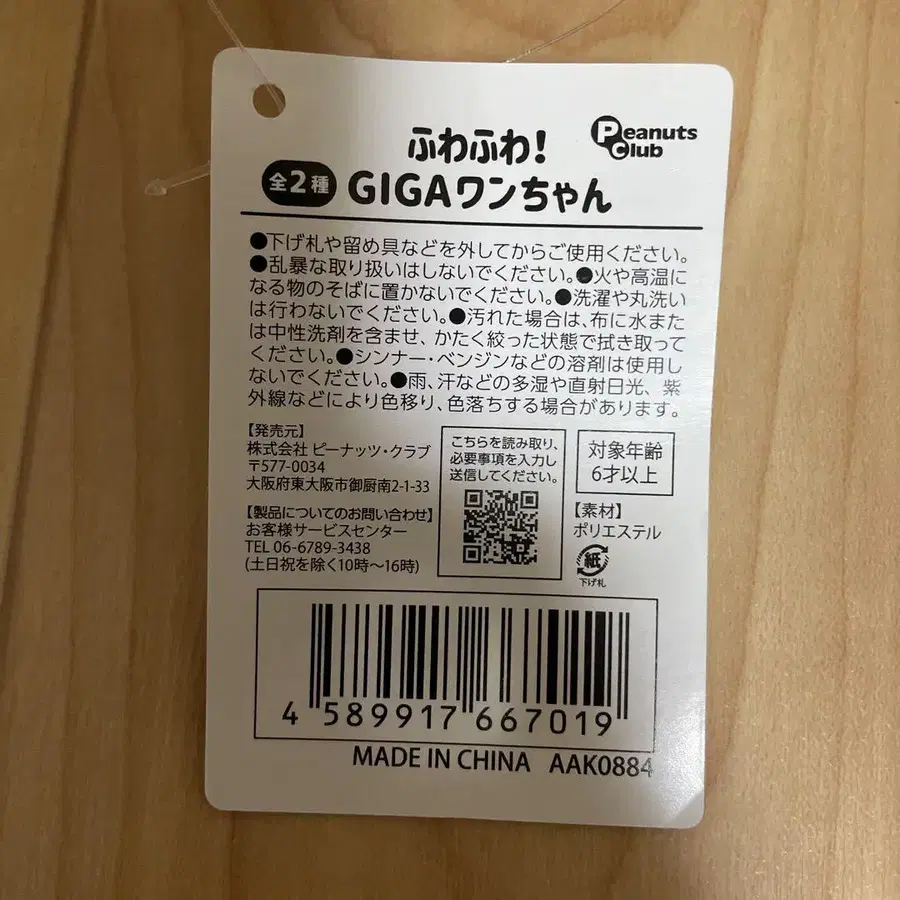 ふわふわ!
Peanuts Club
全2種 GIGAワンちゃん
●下げ札や留め具などを外してからご使用ください。
●乱暴な取り扱いはしないでください。●火や高温に
なる物のそばに置かないでください。●洗濯や丸洗い
は行わないでください。●汚れた場合は、布に水また
は中性洗剤を含ませ、かたく絞った状態で拭き取って
ください。●シンナー・ベンジンなどの溶剤は使用し
ないでください。●雨、汗などの多湿や直射日光、紫
外線などにより色移り、色落ちする場合があります。
【発売元】
株式会社 ピーナッツ・クラブ
〒577-0034
大阪府東大阪市御厨南2-1-33
【製品についてのお問い合わせ】
お客様サービスセンター
TEL 06-6789-3438
(土日祝を除く10時〜16時)
こちらを読み取り、
必要事項を入力し
送信してください。
対象年齢
6才以上
【素材】
ポリエステル
紙
下げ札
4 589917 667019
MADE IN CHINA AAK0884